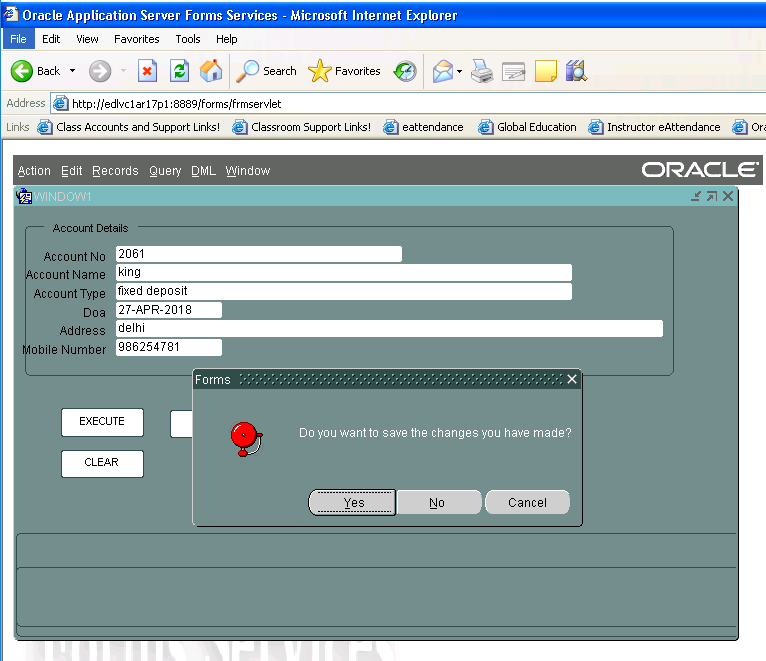 Oracle Application Server Forms Services - Microsoft Internet Explorer
File Edit View Favorites Tools Help
Back Search Favorites
Address http://edlvc1ar17p1:8889/forms/frmservlet
Links Class Accounts and Support Links! Classroom Support Links! eattendance Global Education Instructor eAttendance Ora
Action Edit Records Query DML Window ORACLE
WINDOW1
Account Details
Account No 2061
Account Name king
Account Type fixed deposit
Doa 27-APR-2018
Address delhi
Mobile Number 986254781
Forms
Do you want to save the changes you have made?
EXECUTE
CLEAR
Yes No Cancel